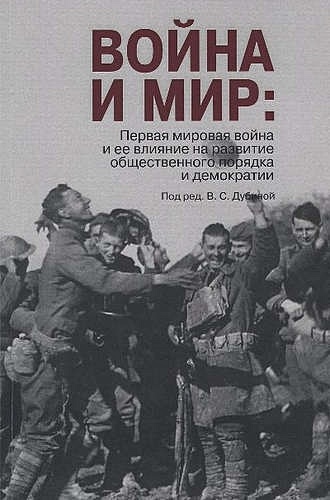 ВОЙНА
И МИР:
Первая мировая война
и ее влияние на развитие
общественного порядка
и демократии
Под ред. В. С. Дубиной